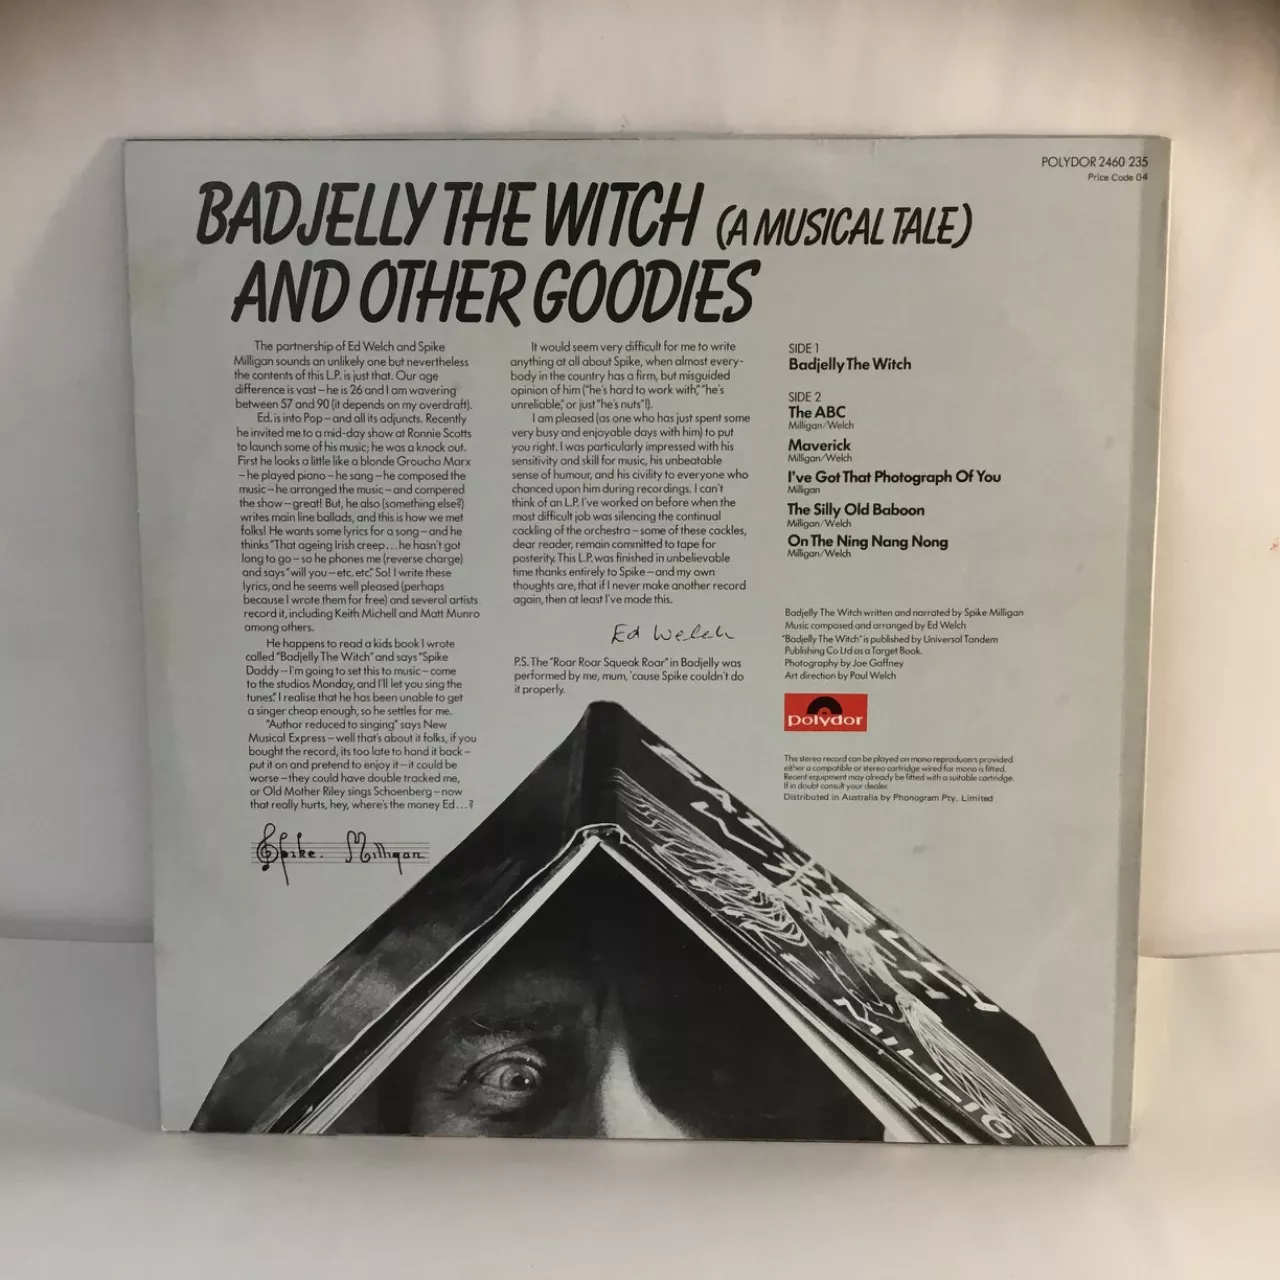 POLYDOR 2460 235
Price Code 04
BADJELLY THE WITCH (A MUSICAL TALE)
AND OTHER GOODIES
The partnership of Ed Welch and Spike
Milligan sounds an unlikely one but nevertheless
the contents of this L.P. is just that. Our age
difference is vast – he is 26 and I am wavering
between 57 and 90 (it depends on my overdraft).
Ed. is into Pop – and all its adjuncts. Recently
he invited me to a mid-day show at Ronnie Scotts
to launch some of his music; he was a knock out.
First he looks a little like a blonde Groucho Marx
– he played piano – he sang – he composed the
music – he arranged the music – and compered
the show – great! But, he also (something else?)
writes main line ballads, and this is how we met
folks! He wants some lyrics for a song – and he
thinks "That ageing Irish creep... he hasn't got
long to go – so he phones me (reverse charge)
and says "will you – etc. etc." So! I write these
lyrics, and he seems well pleased (perhaps
because I wrote them for free) and several artists
record it, including Keith Michell and Matt Munro
among others.
He happens to read a kids book I wrote
called "Badjelly The Witch" and says "Spike
Daddy – I'm going to set this to music – come
to the studios Monday, and I'll let you sing the
tunes." I realise that he has been unable to get
a singer cheap enough, so he settles for me.
"Author reduced to singing" says New
Musical Express – well that's about it folks, if you
bought the record, its too late to hand it back –
put it on and pretend to enjoy it – it could be
worse – they could have double tracked me,
or Old Mother Riley sings Schoenberg – now
that really hurts, hey, where's the money Ed...?
Spike. Milligan
It would seem very difficult for me to write
anything at all about Spike, when almost every-
body in the country has a firm, but misguided
opinion of him ("he's hard to work with," "he's
unreliable," or just "he's nuts"!).
I am pleased (as one who has just spent some
very busy and enjoyable days with him) to put
you right. I was particularly impressed with his
sensitivity and skill for music, his unbeatable
sense of humour, and his civility to everyone who
chanced upon him during recordings. I can't
think of an L.P. I've worked on before when the
most difficult job was silencing the continual
cackling of the orchestra – some of these cackles,
dear reader, remain committed to tape for
posterity. This L.P. was finished in unbelievable
time thanks entirely to Spike – and my own
thoughts are, that if I never make another record
again, then at least I've made this.
Ed Welch
P.S. The "Roar Roar Squeak Roar" in Badjelly was
performed by me, mum, 'cause Spike couldn't do
it properly.
SIDE 1
Badjelly The Witch
SIDE 2
The ABC
Milligan/Welch
Maverick
Milligan/Welch
I've Got That Photograph Of You
Milligan
The Silly Old Baboon
Milligan/Welch
On The Ning Nang Nong
Milligan/Welch
Badjelly The Witch written and narrated by Spike Milligan
Music composed and arranged by Ed Welch
"Badjelly The Witch" is published by Universal Tandem
Publishing Co Ltd as a Target Book.
Photography by Joe Gaffney
Art direction by Paul Welch
polydor
This stereo record can be played on mono reproducers provided
either a compatible or stereo cartridge wired for mono is fitted.
Recent equipment may already be fitted with a suitable cartridge.
If in doubt consult your dealer.
Distributed in Australia by Phonogram Pty. Limited